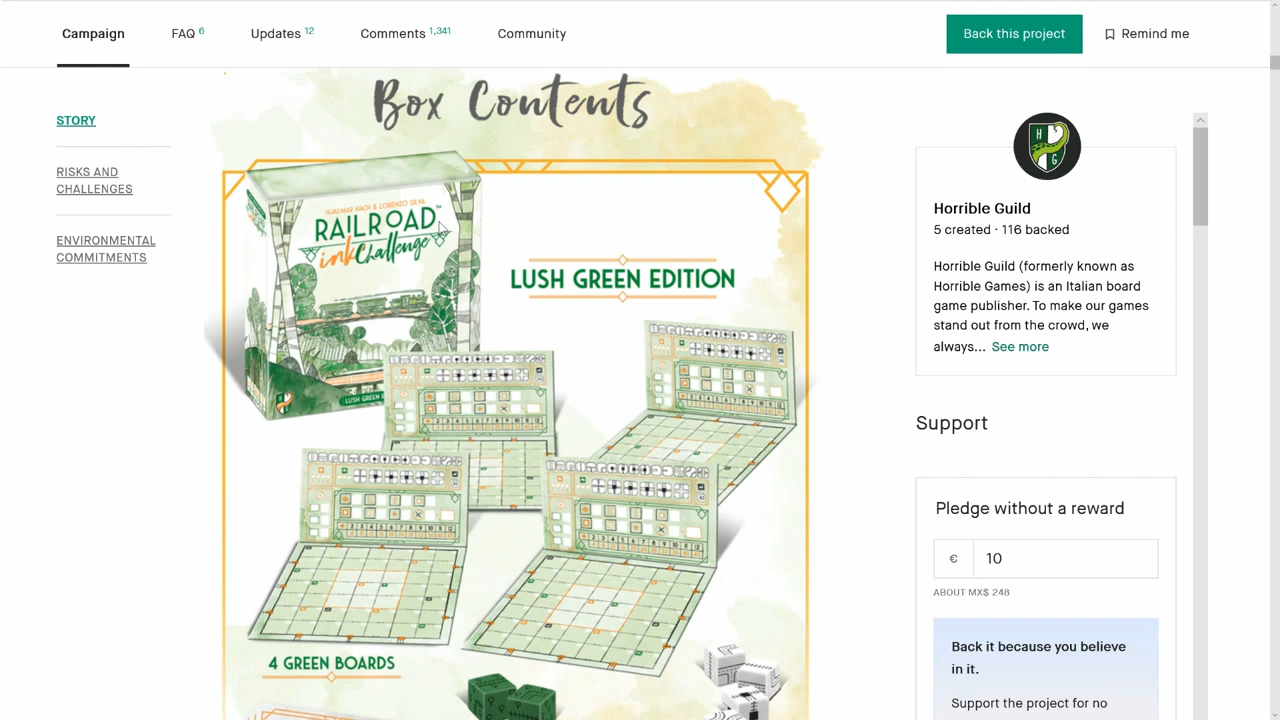 Campaign
FAQ 6
Updates 12
Comments 1,341
Community
Back this project
Remind me
STORY
RISKS AND
CHALLENGES
ENVIRONMENTAL
COMMITMENTS
Box Contents
HJALMAR HACH & LORENZO SILVA
RAILROAD
ink Challenge
LUSH GREEN E
LUSH GREEN EDITION
4 GREEN BOARDS
H
G
Horrible Guild
5 created · 116 backed
Horrible Guild (formerly known as
Horrible Games) is an Italian board
game publisher. To make our games
stand out from the crowd, we
always... See more
Support
Pledge without a reward
€ 10
ABOUT MX$ 248
Back it because you believe
in it.
Support the project for no